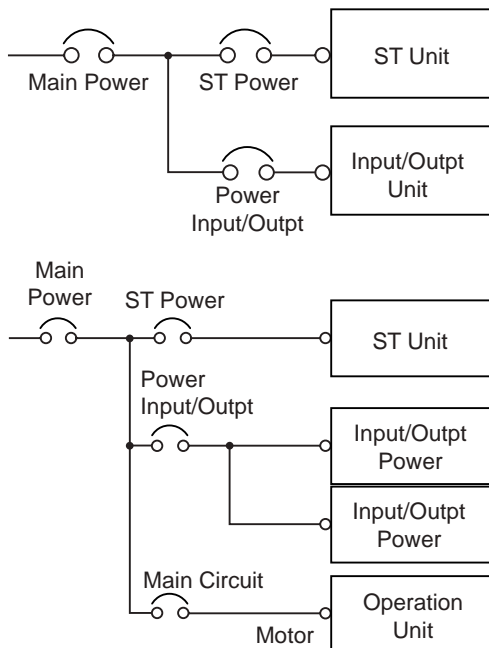 Main Power
ST Power
ST Unit
Input/Outpt
Unit
Power
Input/Outpt
Main
Power
ST Power
ST Unit
Power
Input/Outpt
Input/Outpt
Power
Input/Outpt
Power
Main Circuit
Motor
Operation
Unit